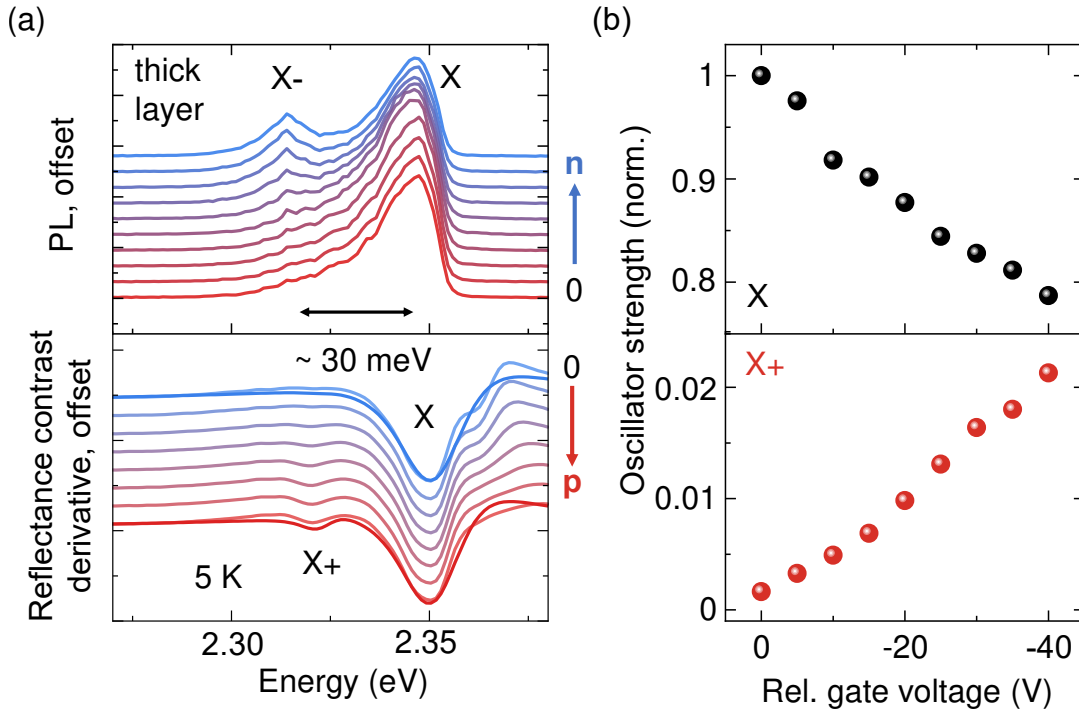 (a)
thick
layer
X-
X
PL, offset
n
0
~ 30 meV
0
X
p
X+
5 K
Reflectance contrast
derivative, offset
2.30
2.35
Energy (eV)
(b)
1
0.9
0.8
X
Oscillator strength (norm.)
X+
0.02
0.01
0
0
-20
-40
Rel. gate voltage (V)